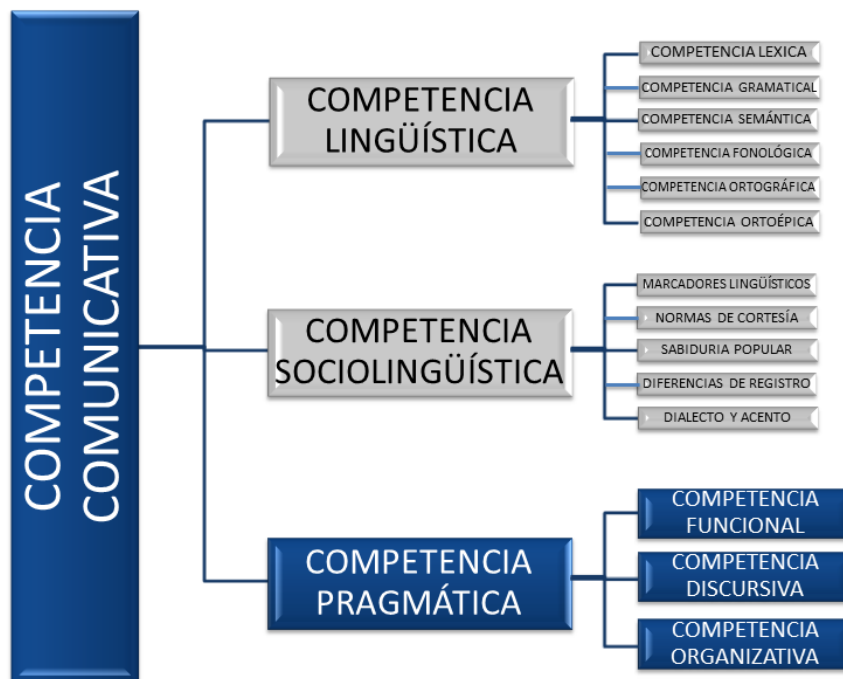 COMPETENCIA
COMUNICATIVA
COMPETENCIA
LINGÜÍSTICA
COMPETENCIA LEXICA
COMPETENCIA GRAMATICAL
COMPETENCIA SEMÁNTICA
COMPETENCIA FONOLÓGICA
COMPETENCIA ORTOGRÁFICA
COMPETENCIA ORTOÉPICA
COMPETENCIA
SOCIOLINGÜÍSTICA
MARCADORES LINGÜÍSTICOS
NORMAS DE CORTESÍA
SABIDURIA POPULAR
DIFERENCIAS DE REGISTRO
DIALECTO Y ACENTO
COMPETENCIA
PRAGMÁTICA
COMPETENCIA
FUNCIONAL
COMPETENCIA
DISCURSIVA
COMPETENCIA
ORGANIZATIVA